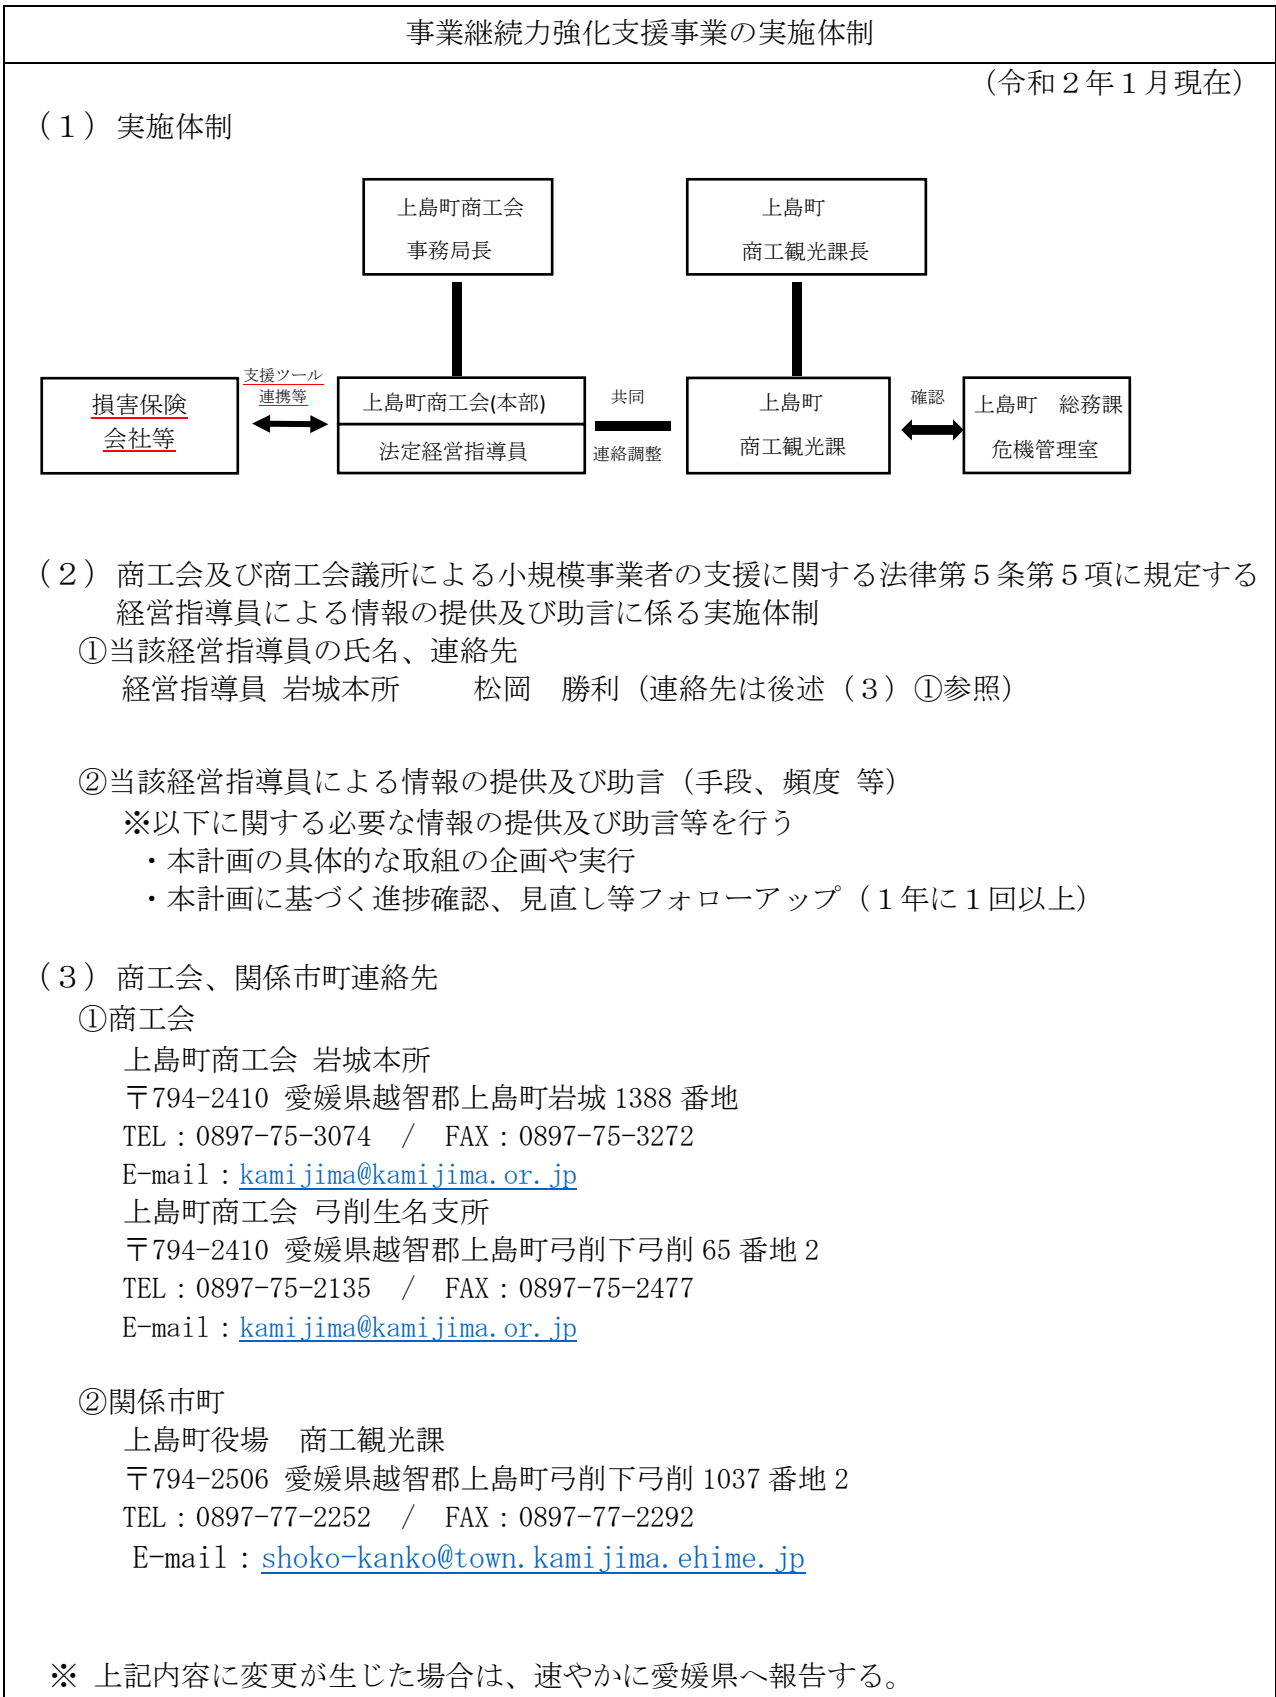 事業継続力強化支援事業の実施体制
（令和２年１月現在）
（１）実施体制
上島町商工会
事務局長
上島町
商工観光課長
損害保険
会社等
支援ツール
連携等
上島町商工会(本部)
法定経営指導員
共同
連絡調整
上島町
商工観光課
確認
上島町　総務課
危機管理室
（２）商工会及び商工会議所による小規模事業者の支援に関する法律第５条第５項に規定する
経営指導員による情報の提供及び助言に係る実施体制
①当該経営指導員の氏名、連絡先
経営指導員 岩城本所　　松岡　勝利（連絡先は後述（３）①参照）
②当該経営指導員による情報の提供及び助言（手段、頻度 等）
※以下に関する必要な情報の提供及び助言等を行う
・本計画の具体的な取組の企画や実行
・本計画に基づく進捗確認、見直し等フォローアップ（１年に１回以上）
（３）商工会、関係市町連絡先
①商工会
上島町商工会 岩城本所
〒794-2410 愛媛県越智郡上島町岩城 1388 番地
TEL：0897-75-3074　/　FAX：0897-75-3272
E-mail：kamijima@kamijima.or.jp
上島町商工会 弓削生名支所
〒794-2410 愛媛県越智郡上島町弓削下弓削 65 番地 2
TEL：0897-75-2135　/　FAX：0897-75-2477
E-mail：kamijima@kamijima.or.jp
②関係市町
上島町役場　商工観光課
〒794-2506 愛媛県越智郡上島町弓削下弓削 1037 番地 2
TEL：0897-77-2252　/　FAX：0897-77-2292
E-mail：shoko-kanko@town.kamijima.ehime.jp
※ 上記内容に変更が生じた場合は、速やかに愛媛県へ報告する。